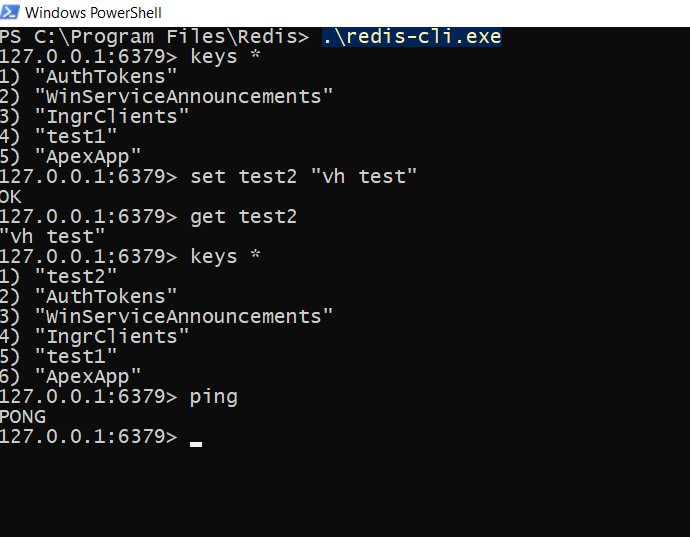 Windows PowerShell
PS C:\Program Files\Redis> .\redis-cli.exe
127.0.0.1:6379> keys *
1) "AuthTokens"
2) "WinServiceAnnouncements"
3) "IngrClients"
4) "test1"
5) "ApexApp"
127.0.0.1:6379> set test2 "vh test"
OK
127.0.0.1:6379> get test2
"vh test"
127.0.0.1:6379> keys *
1) "test2"
2) "AuthTokens"
3) "WinServiceAnnouncements"
4) "IngrClients"
5) "test1"
6) "ApexApp"
127.0.0.1:6379> ping
PONG
127.0.0.1:6379>